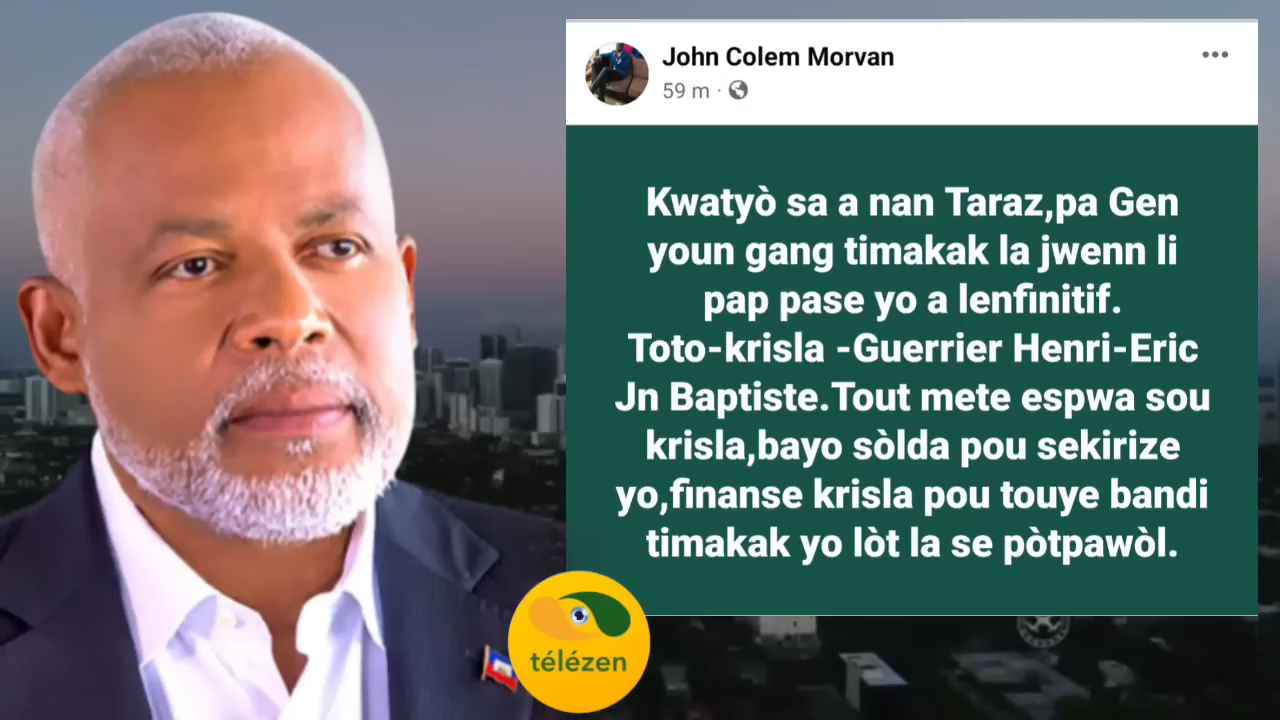 John Colem Morvan
59 m ·
Kwatyò sa a nan Taraz,pa Gen
youn gang timakak la jwenn li
pap pase yo a lenfinitif.
Toto-krisla -Guerrier Henri-Eric
Jn Baptiste.Tout mete espwa sou
krisla,bayo sòlda pou sekirize
yo,finanse krisla pou touye bandi
timakak yo lòt la se pòtpawòl.
télézen